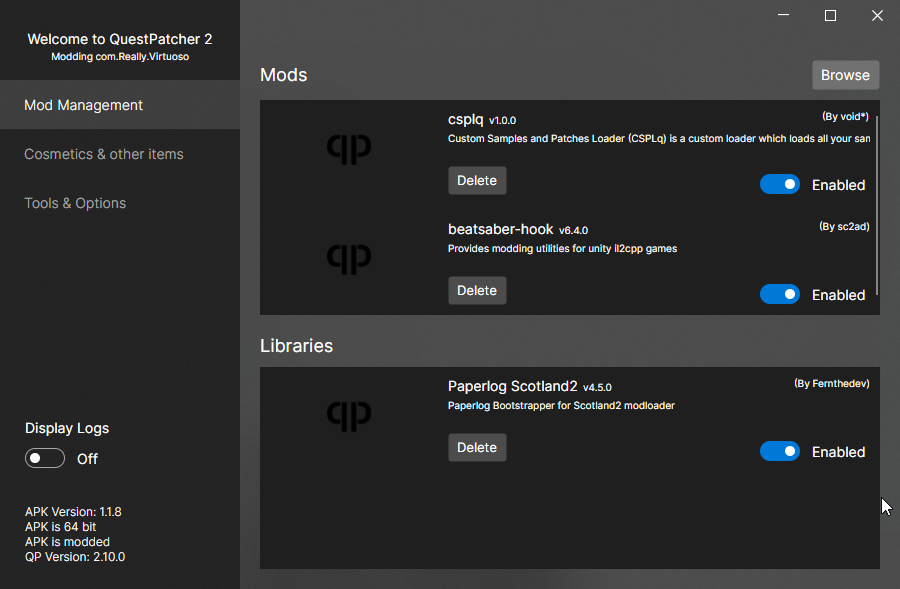 Welcome to QuestPatcher 2
Modding com.Really.Virtuoso
Mod Management
Cosmetics & other items
Tools & Options
Display Logs
Off
APK Version: 1.1.8
APK is 64 bit
APK is modded
QP Version: 2.10.0
Mods
Browse
csplq v1.0.0
(By void*)
Custom Samples and Patches Loader (CSPLq) is a custom loader which loads all your sam
Delete
Enabled
beatsaber-hook v6.4.0
(By sc2ad)
Provides modding utilities for unity il2cpp games
Delete
Enabled
Libraries
Paperlog Scotland2 v4.5.0
(By Fernthedev)
Paperlog Bootstrapper for Scotland2 modloader
Delete
Enabled